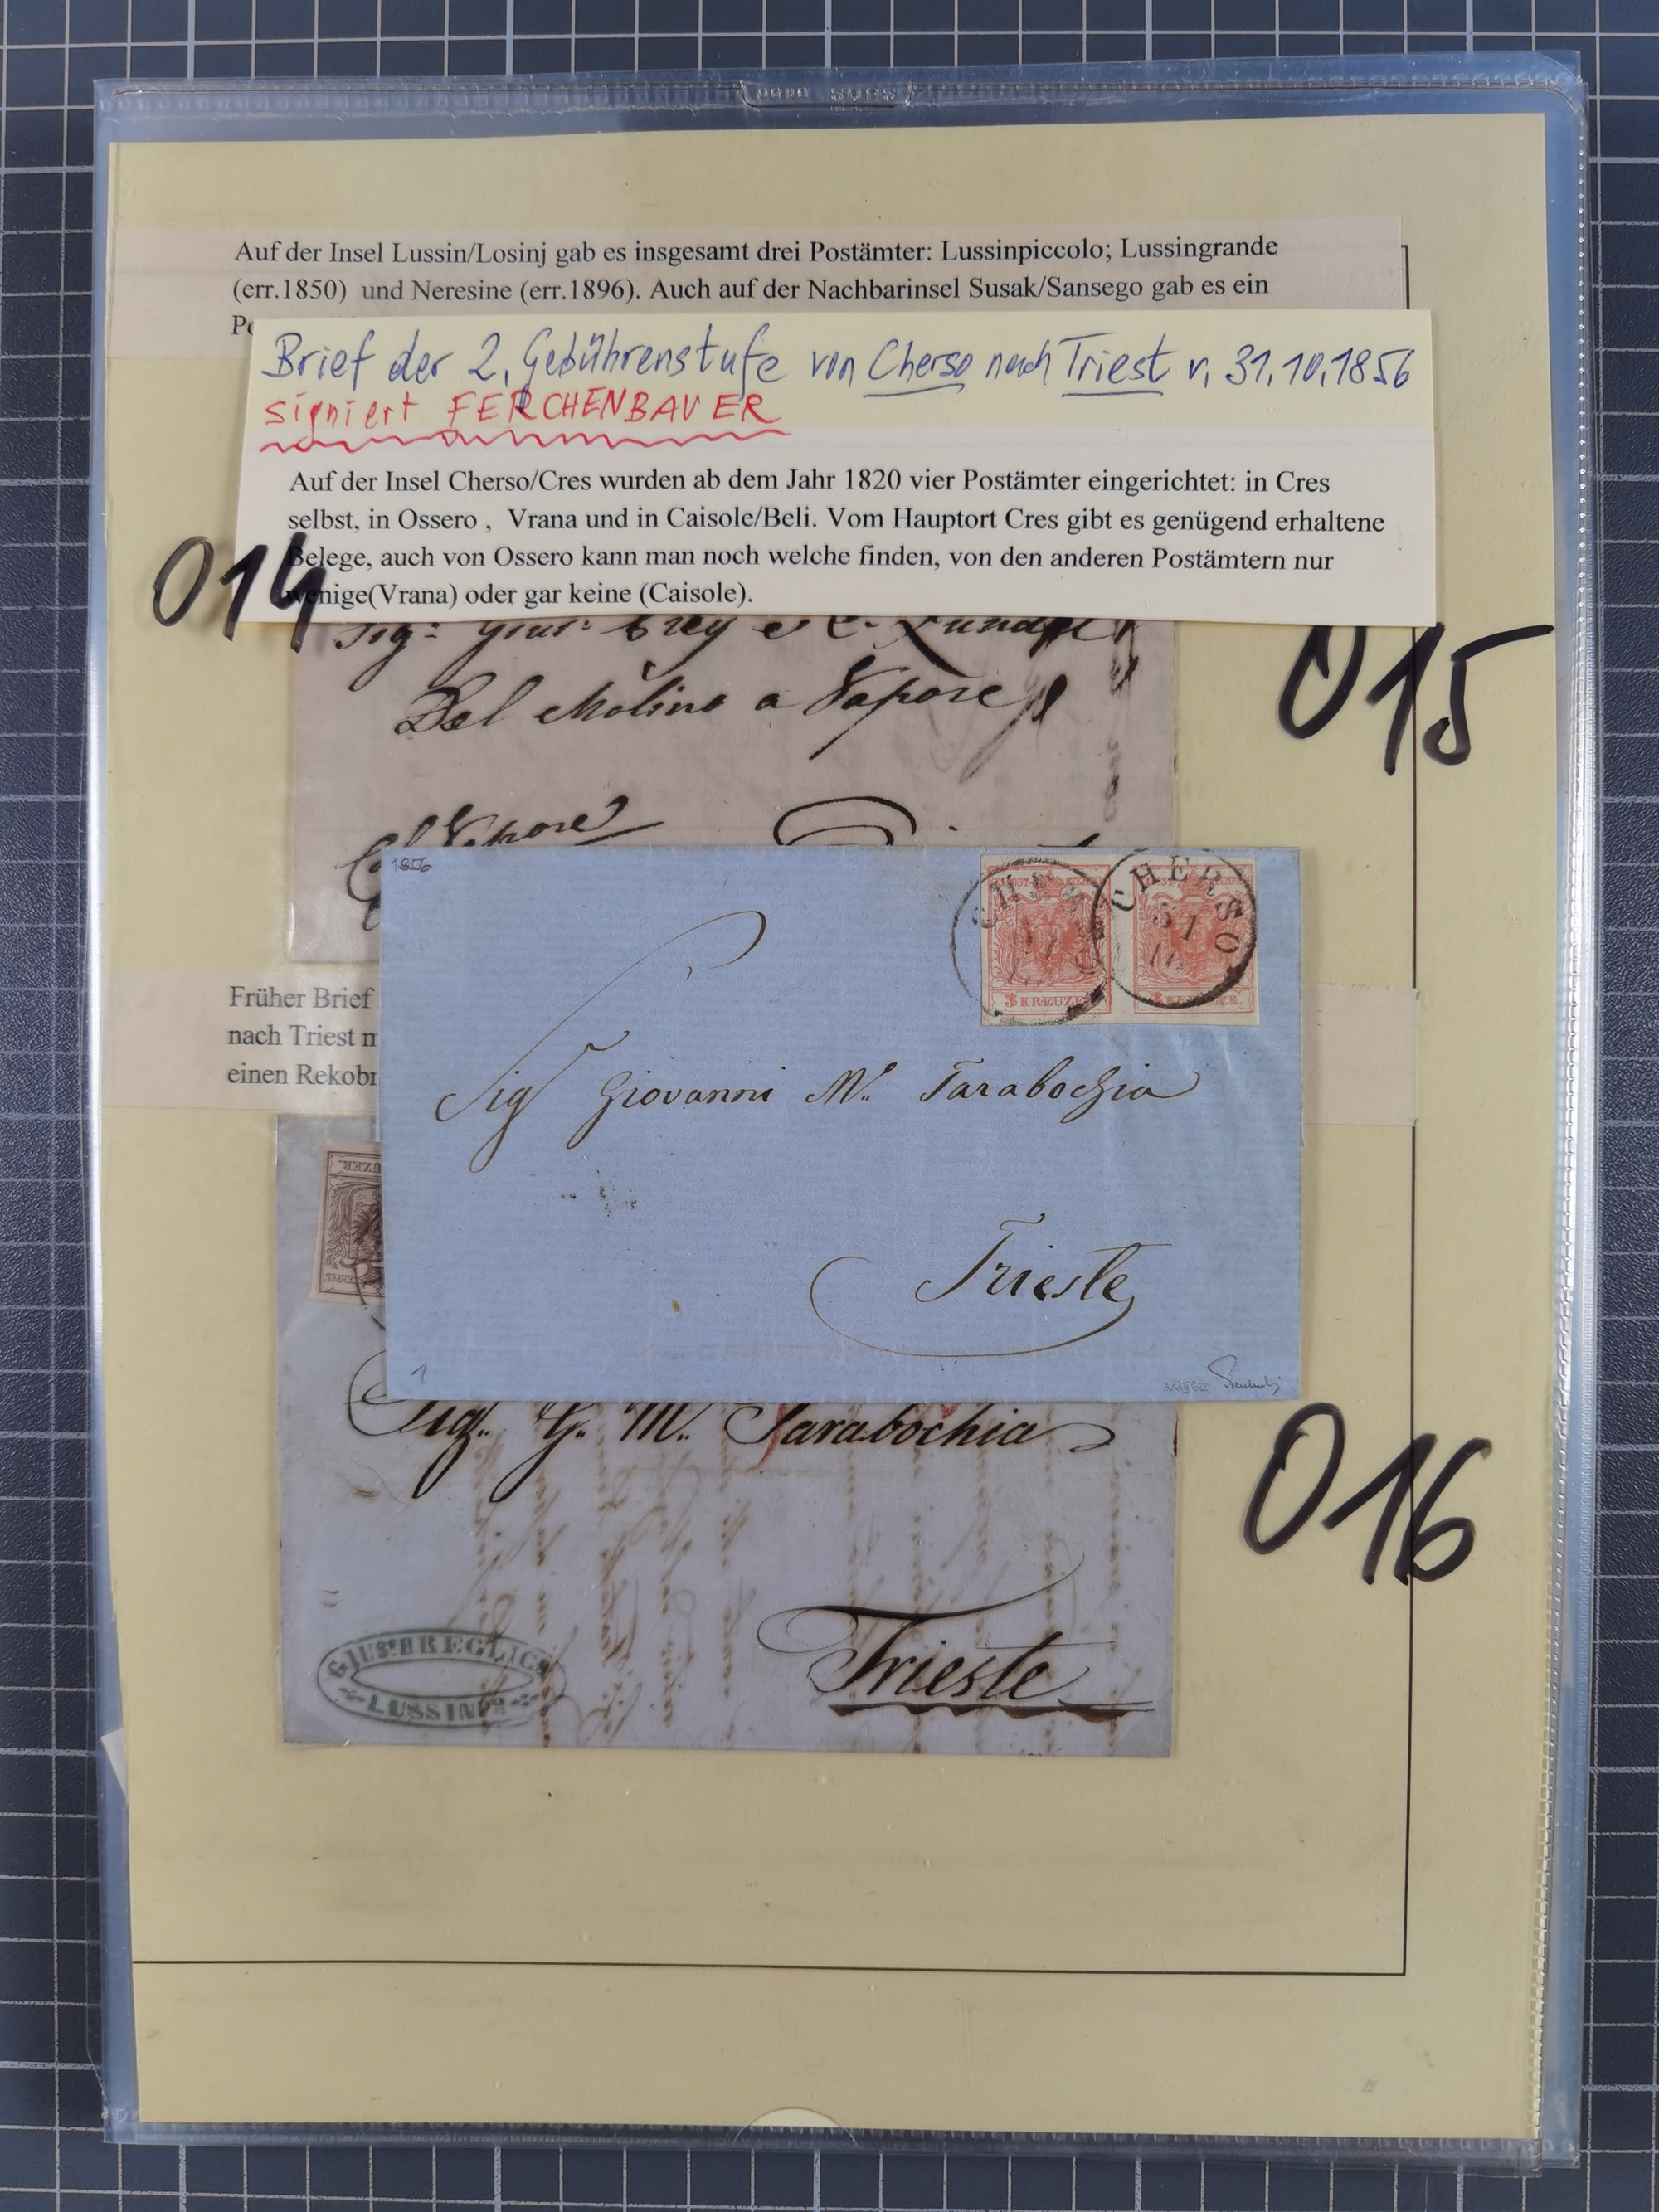 Auf der Insel Lussin/Losinj gab es insgesamt drei Postämter: Lussinpiccolo; Lussingrande
(err.1850) und Neresine (err.1896). Auch auf der Nachbarinsel Susak/Sansego gab es ein
Brief der 2. Gebührenstufe von Cherso nach Triest v. 31.10.1856
signiert FERCHENBAUER
Auf der Insel Cherso/Cres wurden ab dem Jahr 1820 vier Postämter eingerichtet: in Cres
selbst, in Ossero , Vrana und in Caisole/Beli. Vom Hauptort Cres gibt es genügend erhaltene
Belege, auch von Ossero kann man noch welche finden, von den anderen Postämtern nur
wenige(Vrana) oder gar keine (Caisole).
014
015
Del Molino a Vapore
Vapore
1856
CHERSO
31
3 KREUZER
Früher Brief
nach Triest
einen
Sig Giovanni M. Tarabochia
Trieste
1
Sig. G. M. Tarabochia
016
Trieste
GIUS
LUSSIN